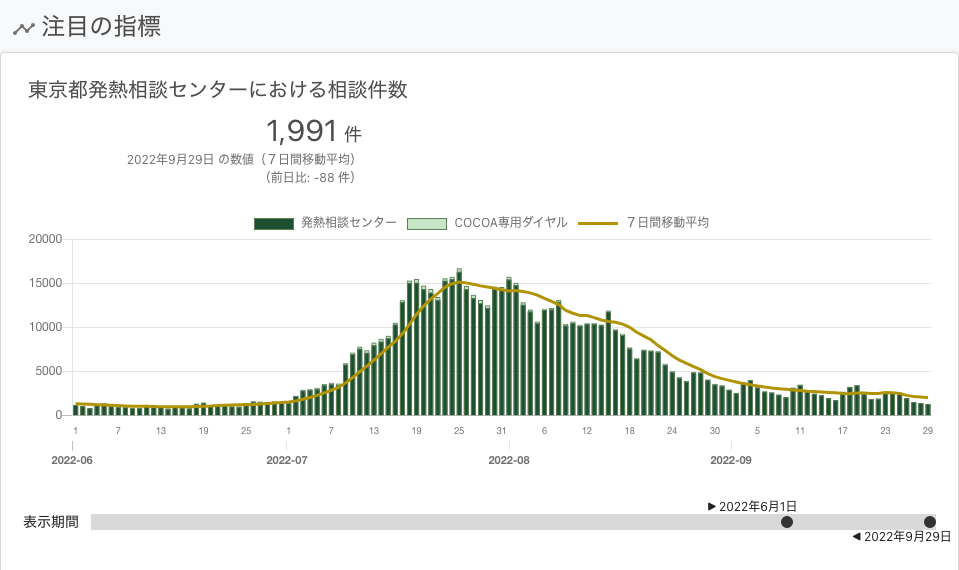 注目の指標
東京都発熱相談センターにおける相談件数
1,991 件
2022年9月29日 の数値（７日間移動平均）
（前日比: -88 件）
発熱相談センター COCOA専用ダイヤル ７日間移動平均
20000
15000
10000
5000
0
1 7 13 19 25 1 7 13 19 25 31 6 12 18 24 30 5 11 17 23 29
2022-06 2022-07 2022-08 2022-09
▶ 2022年6月1日
表示期間
◀ 2022年9月29日